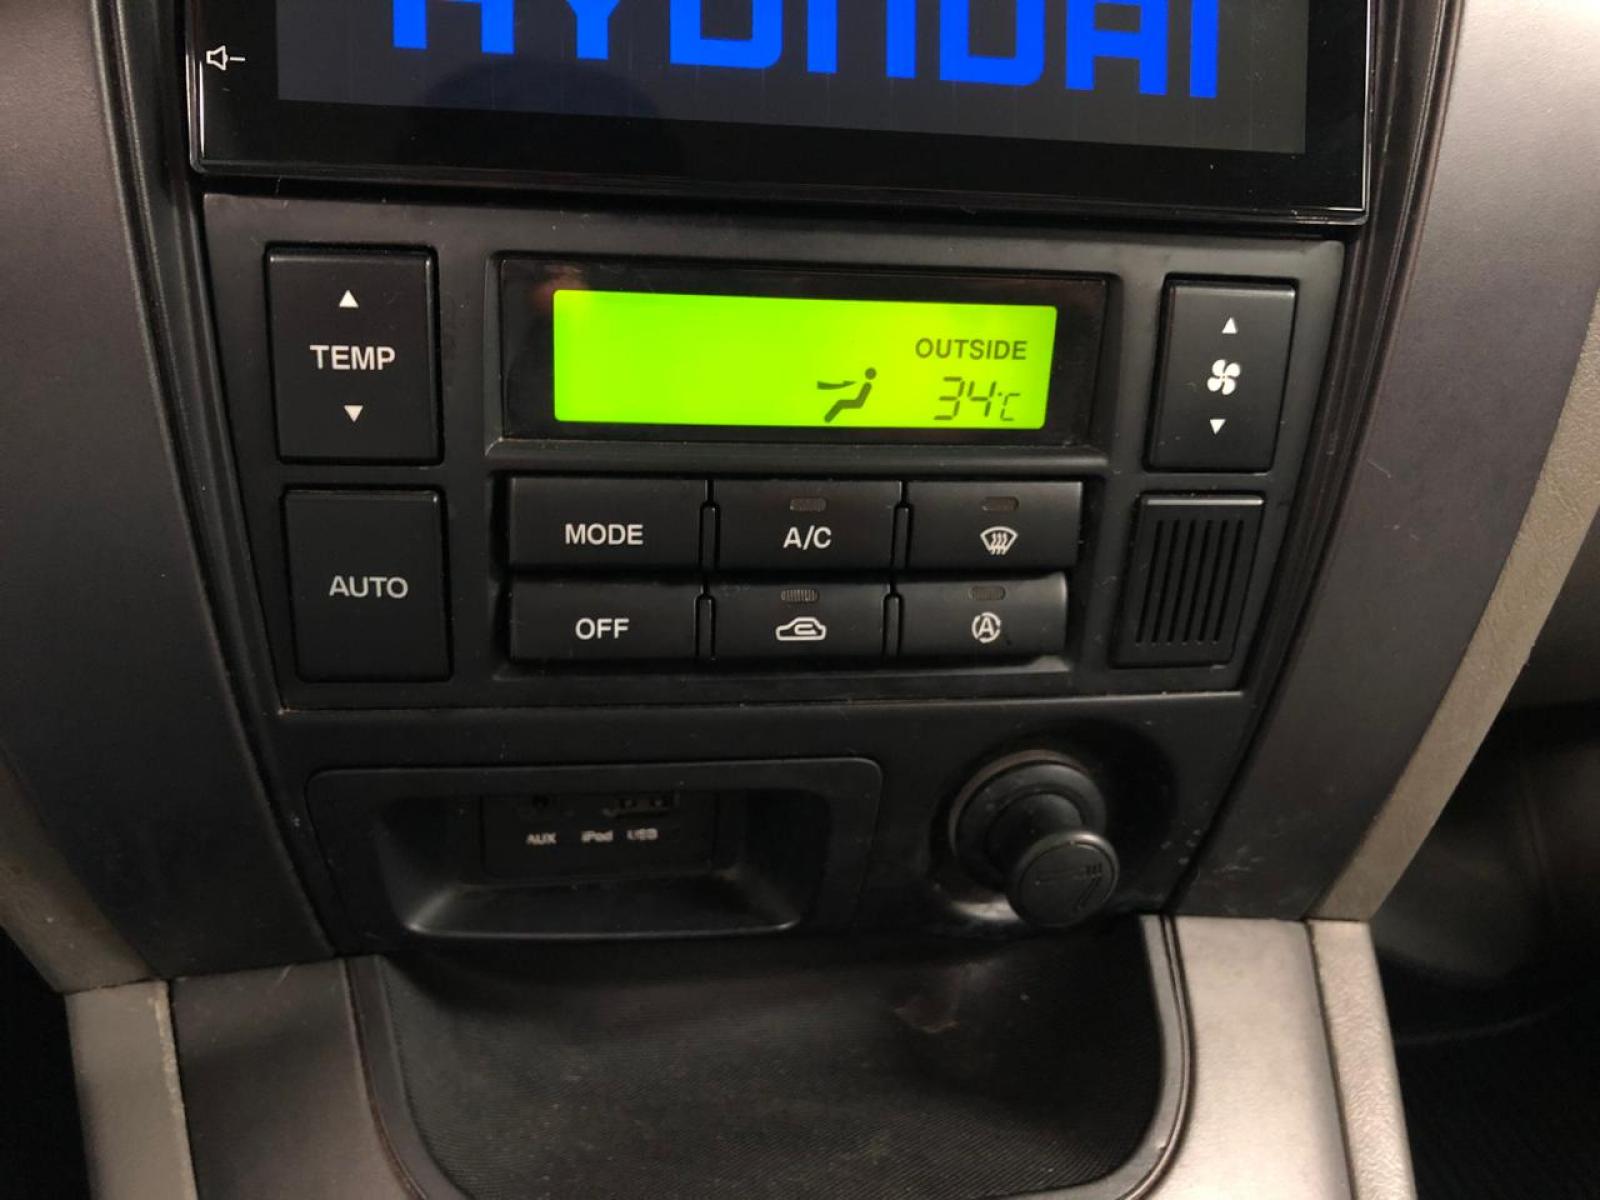 HYUNDAI
TEMP
OUTSIDE
34°C
MODE
A/C
AUTO
OFF
A
AUX iPod USB